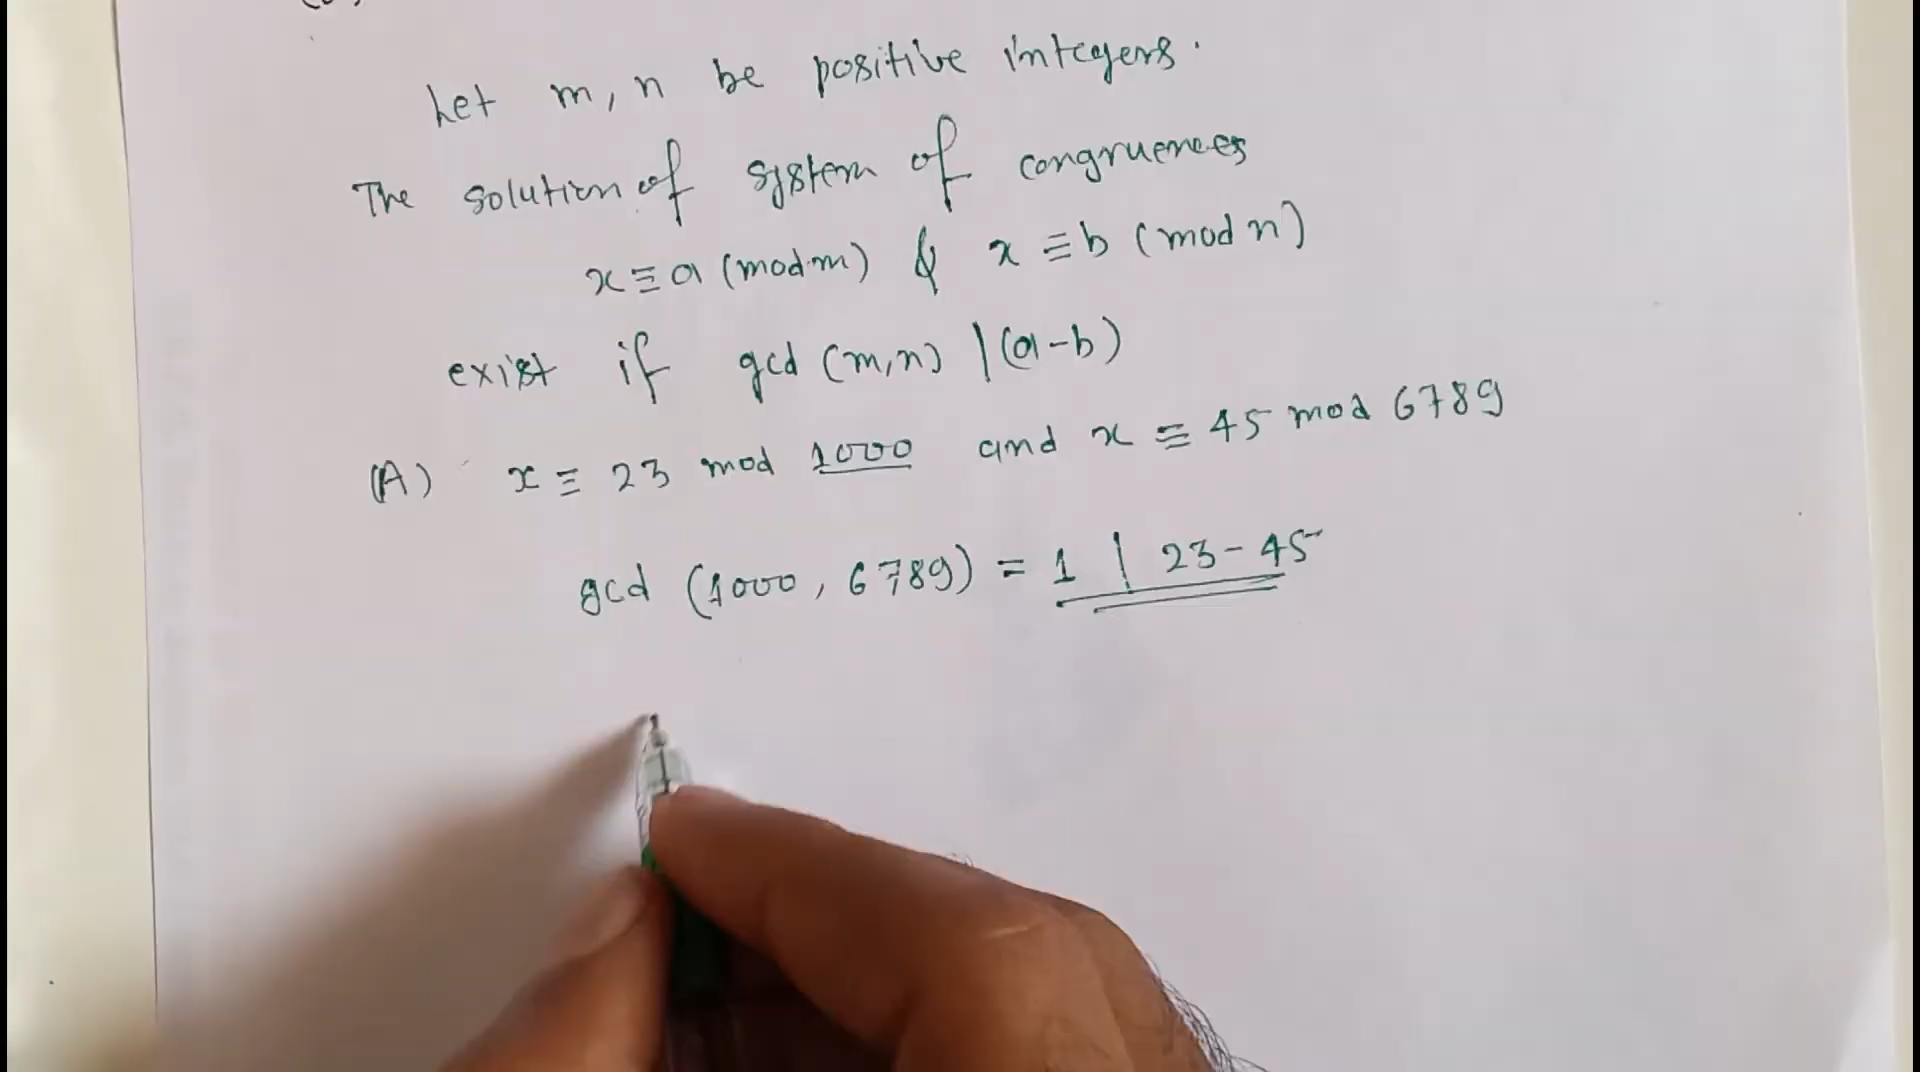 Let m, n be positive integers.
The solution of system of congruences
x ≡ a (mod m) & x ≡ b (mod n)
exist if gcd (m, n) | (a-b)
(A) x ≡ 23 mod 1000 and x ≡ 45 mod 6789
gcd (1000, 6789) = 1 | 23 - 45